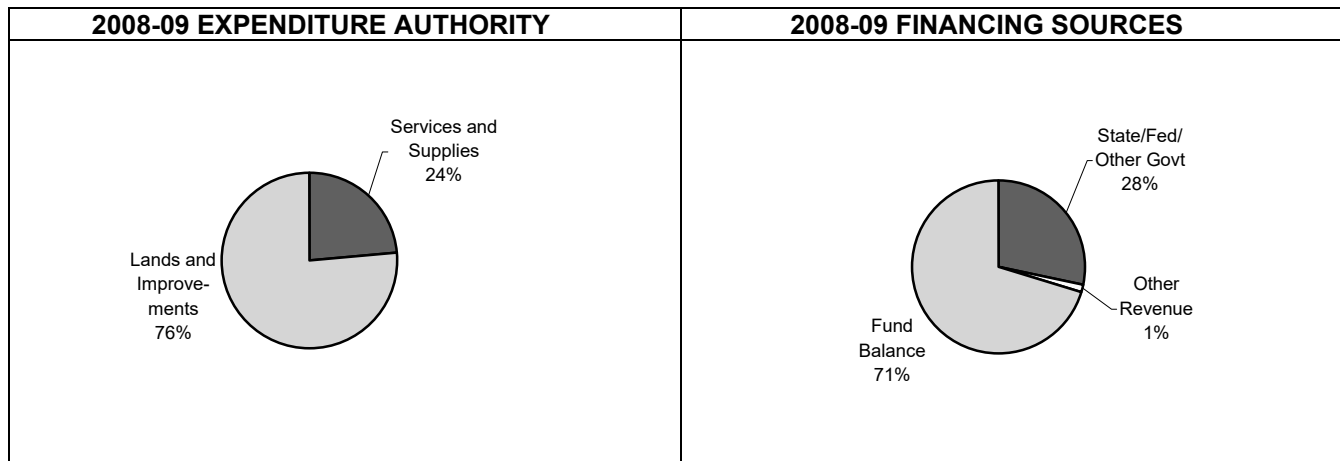 2008-09 EXPENDITURE AUTHORITY
2008-09 FINANCING SOURCES
Services and
Supplies
24%
Lands and
Improve-
ments
76%
State/Fed/
Other Govt
28%
Other
Revenue
1%
Fund
Balance
71%